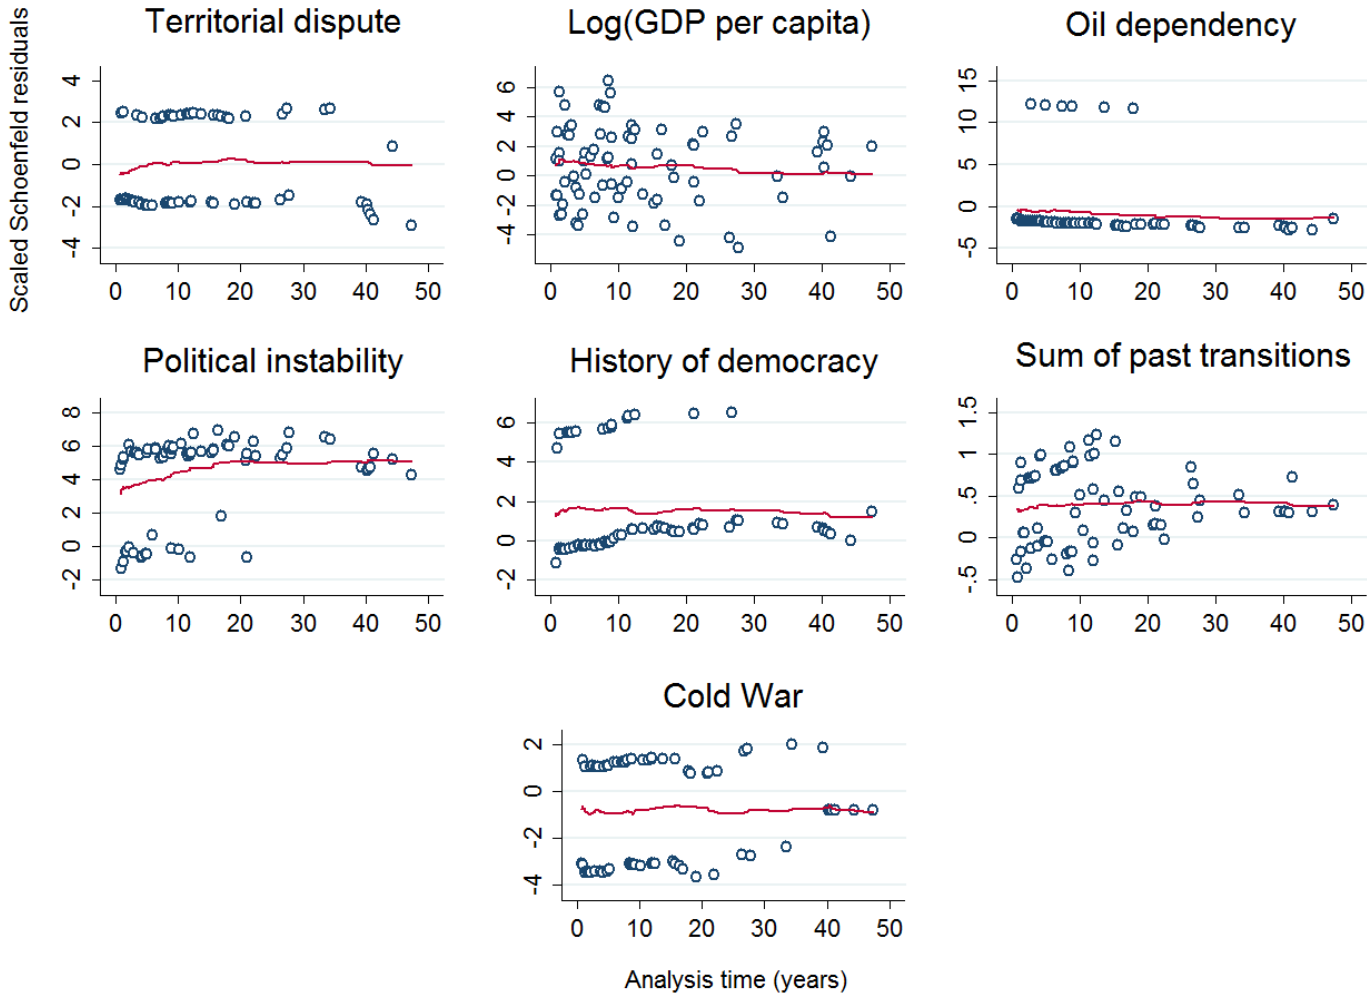 Scaled Schoenfeld residuals
Territorial dispute
4
2
0
-2
-4
0 10 20 30 40 50
Log(GDP per capita)
6
4
2
0
-2
-4
0 10 20 30 40 50
Oil dependency
15
10
5
0
-5
0 10 20 30 40 50
Political instability
8
6
4
2
0
-2
0 10 20 30 40 50
History of democracy
6
4
2
0
-2
0 10 20 30 40 50
Sum of past transitions
1.5
1
.5
0
-.5
0 10 20 30 40 50
Cold War
2
0
-2
-4
0 10 20 30 40 50
Analysis time (years)